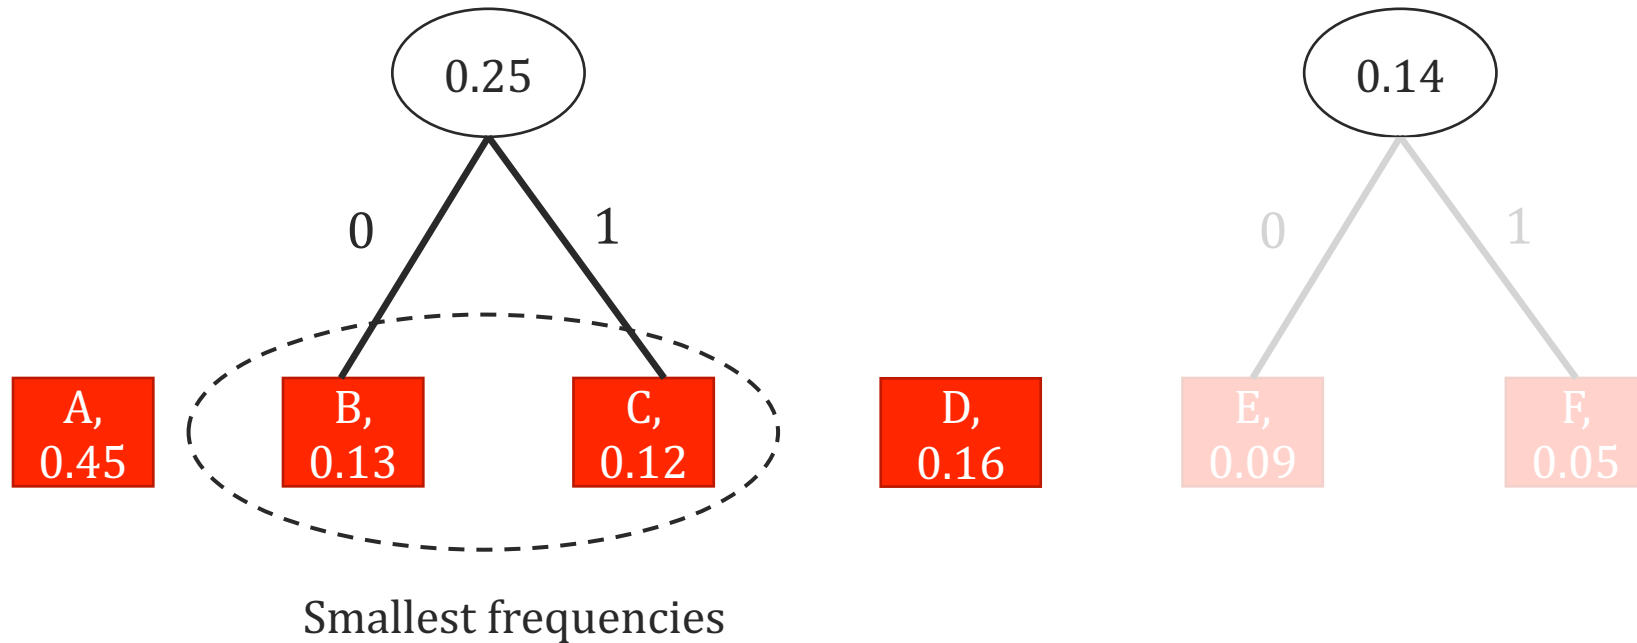 0.25
0.14
0
1
0
1
A,
0.45
B,
0.13
C,
0.12
D,
0.16
E,
0.09
F,
0.05
Smallest frequencies